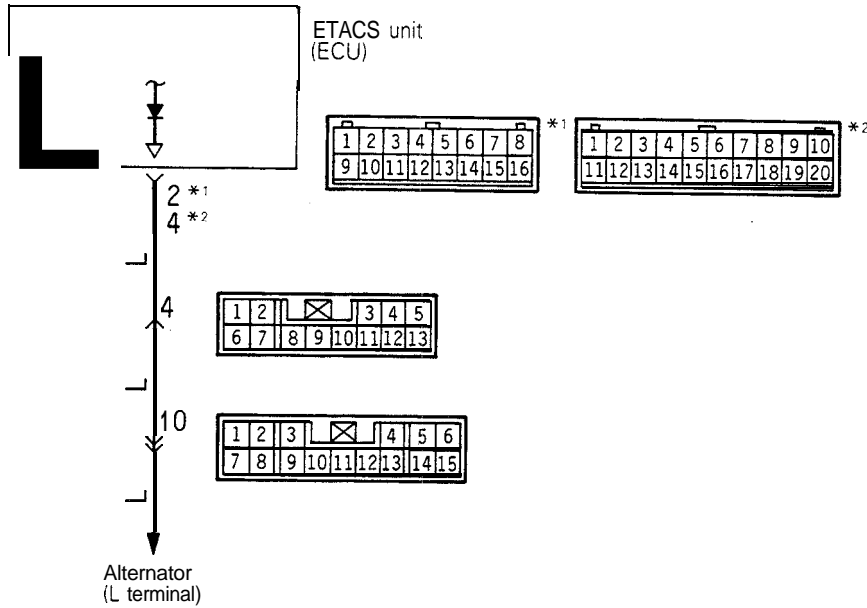 ETACS unit
(ECU)
1 2 3 4 5 6 7 8 *1
9 10 11 12 13 14 15 16
1 2 3 4 5 6 7 8 9 10 *2
11 12 13 14 15 16 17 18 19 20
2 *1
4 *2
L
4
1 2 3 4 5
6 7 8 9 10 11 12 13
L
10
1 2 3 4 5 6
7 8 9 10 11 12 13 14 15
L
Alternator
(L terminal)